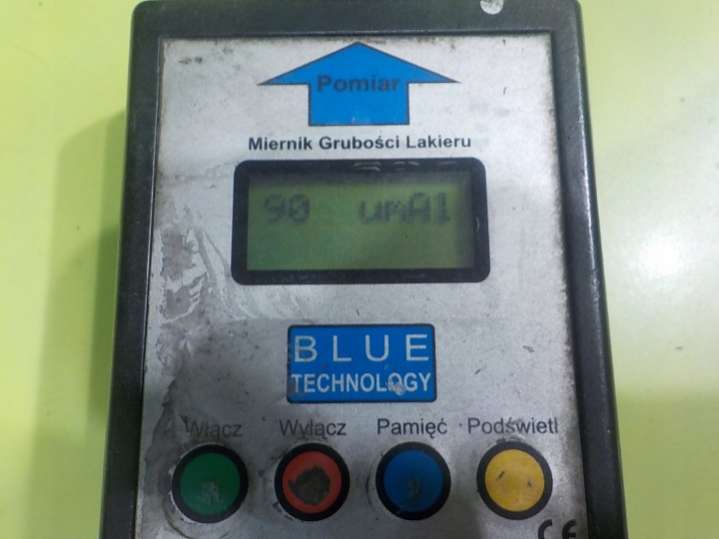 Pomiar
Miernik Grubości Lakieru
90 umAl
BLUE
TECHNOLOGY
Włącz Wyłącz Pamięć Podświetl
CE